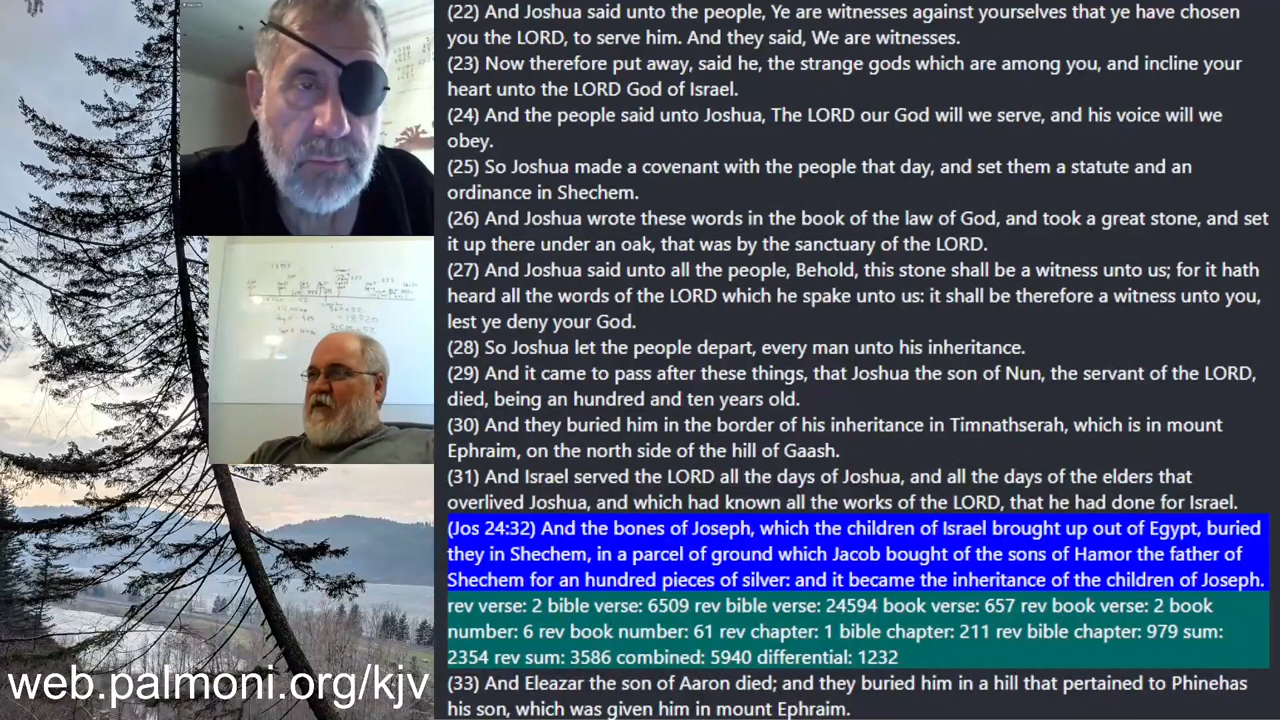 (22) And Joshua said unto the people, Ye are witnesses against yourselves that ye have chosen
you the LORD, to serve him. And they said, We are witnesses.
(23) Now therefore put away, said he, the strange gods which are among you, and incline your
heart unto the LORD God of Israel.
(24) And the people said unto Joshua, The LORD our God will we serve, and his voice will we
obey.
(25) So Joshua made a covenant with the people that day, and set them a statute and an
ordinance in Shechem.
(26) And Joshua wrote these words in the book of the law of God, and took a great stone, and set
it up there under an oak, that was by the sanctuary of the LORD.
(27) And Joshua said unto all the people, Behold, this stone shall be a witness unto us; for it hath
heard all the words of the LORD which he spake unto us: it shall be therefore a witness unto you,
lest ye deny your God.
(28) So Joshua let the people depart, every man unto his inheritance.
(29) And it came to pass after these things, that Joshua the son of Nun, the servant of the LORD,
died, being an hundred and ten years old.
(30) And they buried him in the border of his inheritance in Timnathserah, which is in mount
Ephraim, on the north side of the hill of Gaash.
(31) And Israel served the LORD all the days of Joshua, and all the days of the elders that
overlived Joshua, and which had known all the works of the LORD, that he had done for Israel.
(Jos 24:32) And the bones of Joseph, which the children of Israel brought up out of Egypt, buried
they in Shechem, in a parcel of ground which Jacob bought of the sons of Hamor the father of
Shechem for an hundred pieces of silver: and it became the inheritance of the children of Joseph.
rev verse: 2 bible verse: 6509 rev bible verse: 24594 book verse: 657 rev book verse: 2 book
number: 6 rev book number: 61 rev chapter: 1 bible chapter: 211 rev bible chapter: 979 sum:
2354 rev sum: 3586 combined: 5940 differential: 1232
(33) And Eleazar the son of Aaron died; and they buried him in a hill that pertained to Phinehas
his son, which was given him in mount Ephraim.
web.palmoni.org/kjv